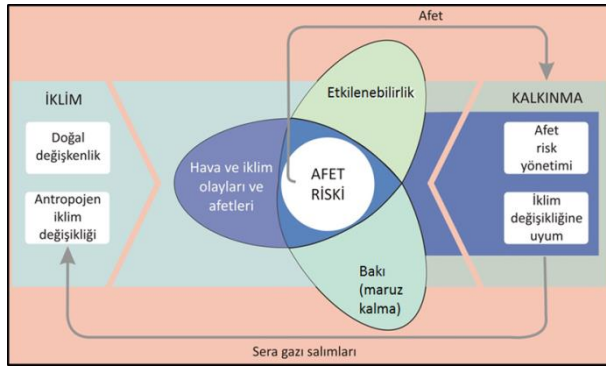 Afet
İKLİM
Doğal
değişkenlik
Antropojen
iklim
değişikliği
Hava ve iklim
olayları ve
afetleri
Etkilenebilirlik
AFET
RİSKİ
Bakı
(maruz
kalma)
KALKINMA
Afet
risk
yönetimi
İklim
değişikliğine
uyum
Sera gazı salımları